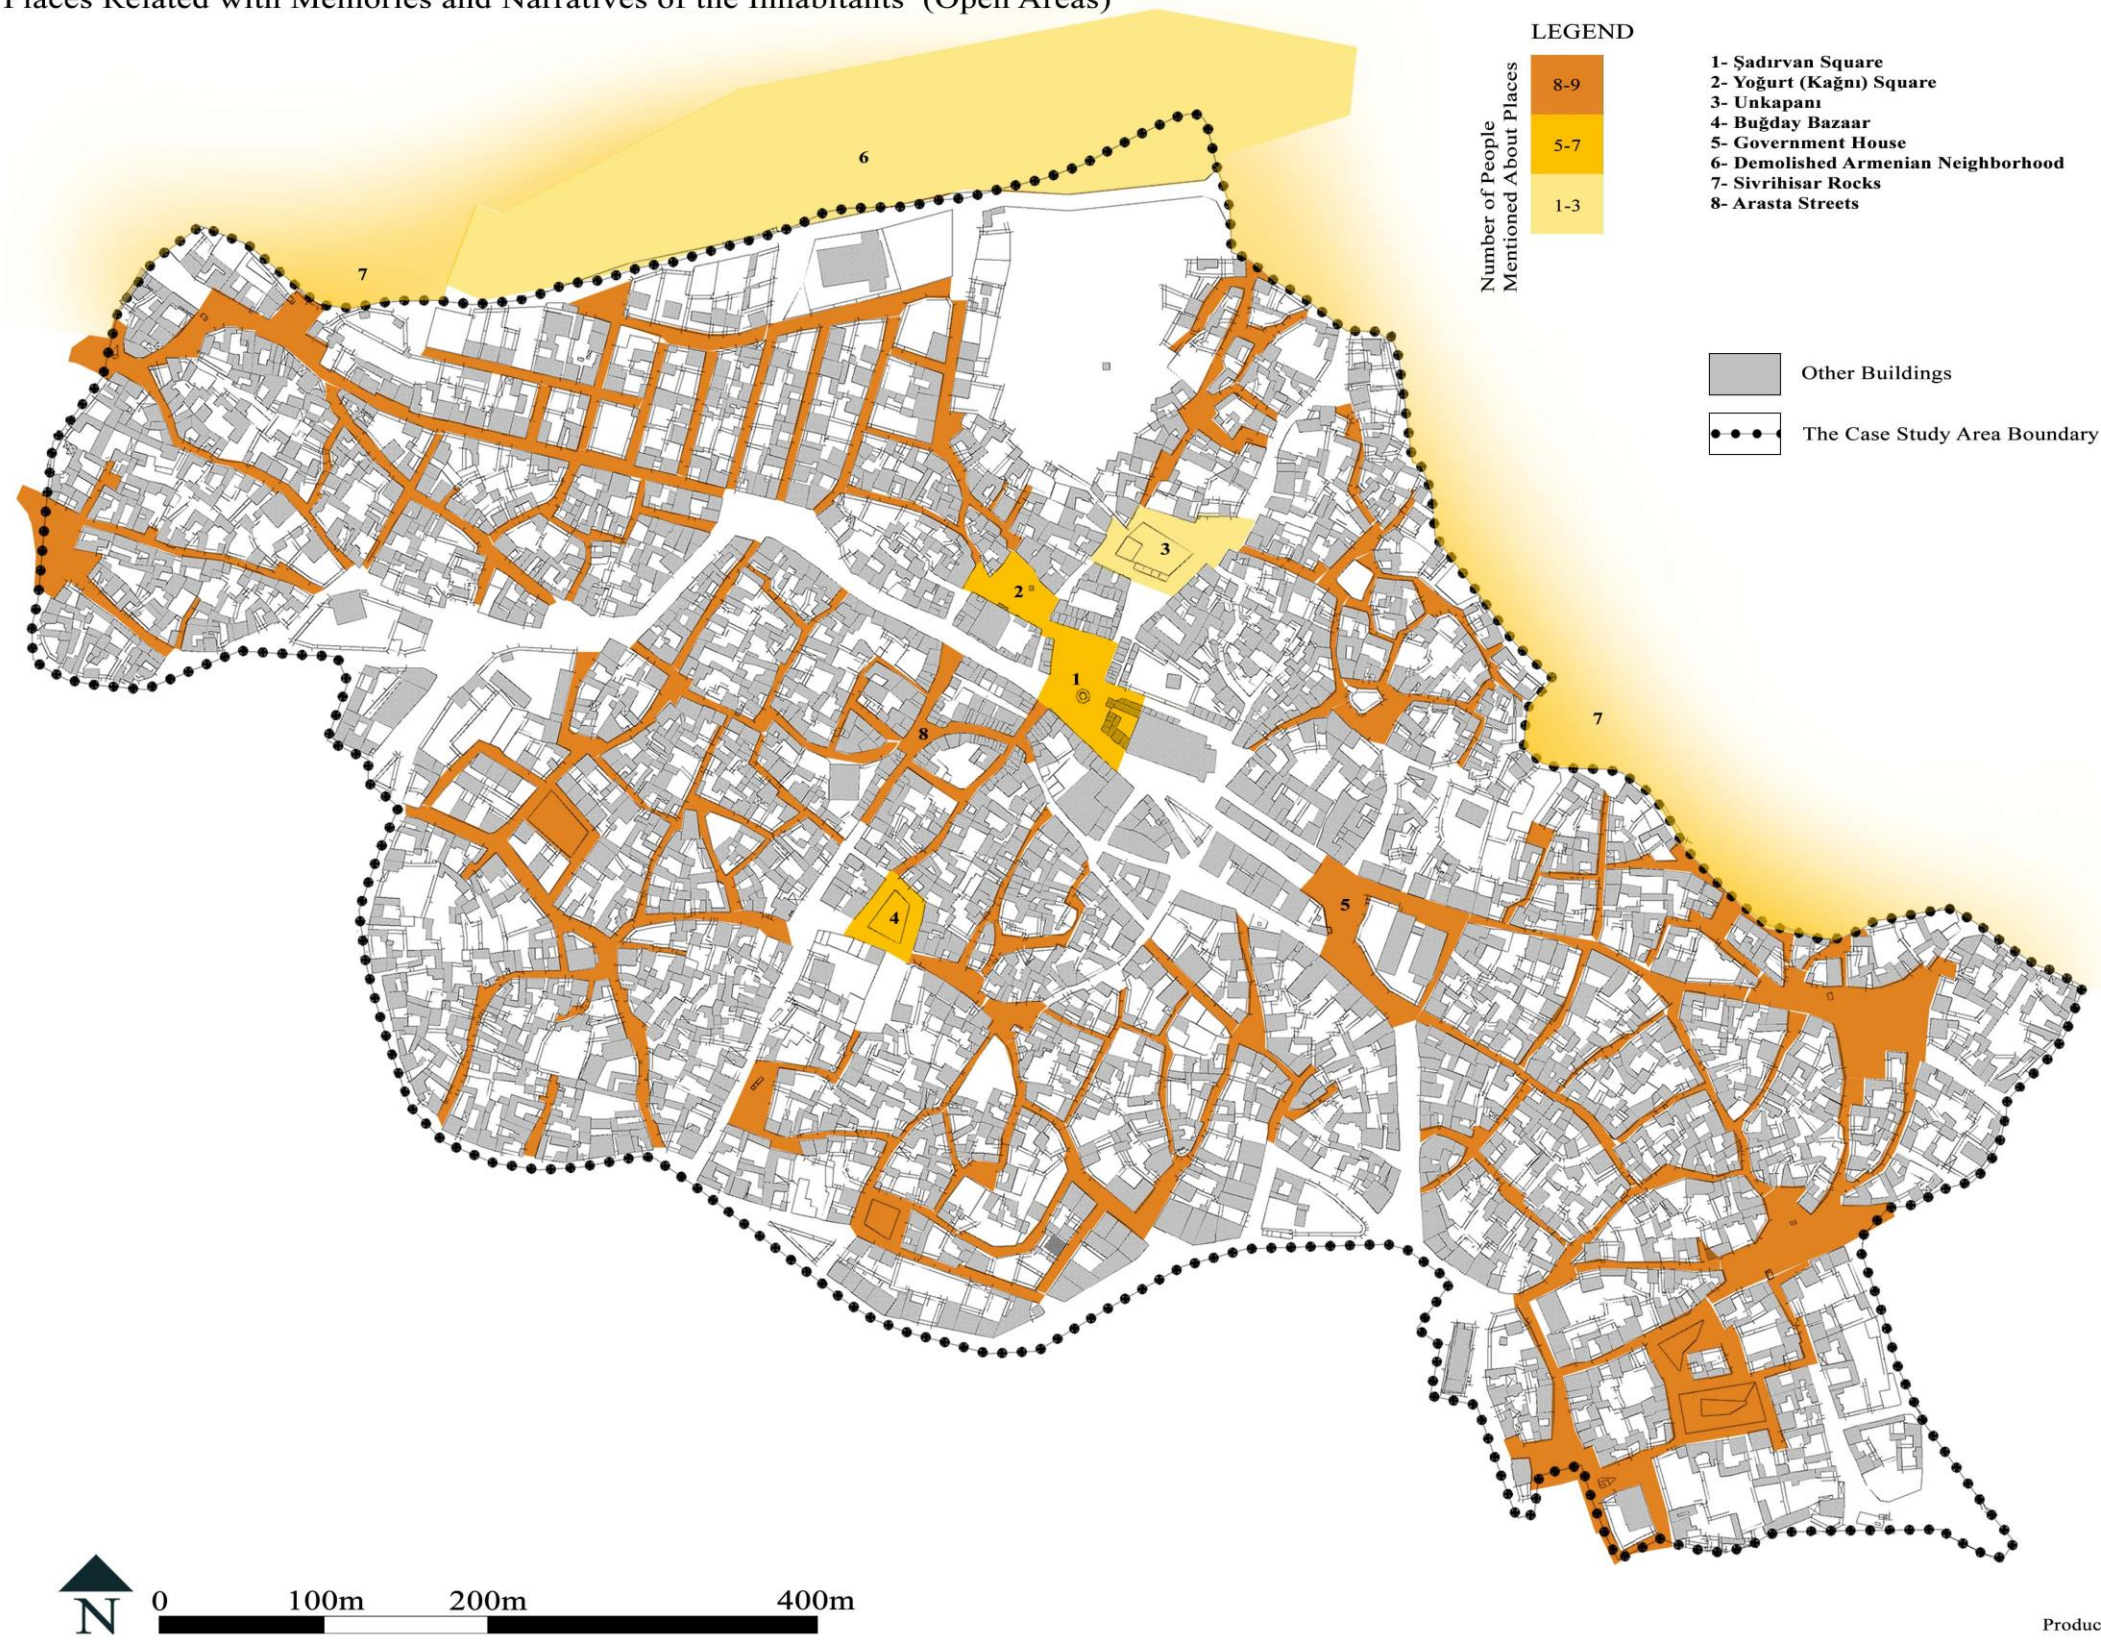 Places Related with Memories and Narratives of the Inhabitants (Open Areas)
LEGEND
Number of People
Mentioned About Places
8-9
5-7
1-3
1- Şadırvan Square
2- Yoğurt (Kağnı) Square
3- Unkapanı
4- Buğday Bazaar
5- Government House
6- Demolished Armenian Neighborhood
7- Sivrihisar Rocks
8- Arasta Streets
Other Buildings
The Case Study Area Boundary
6
7
3
2
1
7
8
5
4
N
0 100m 200m 400m
Produc